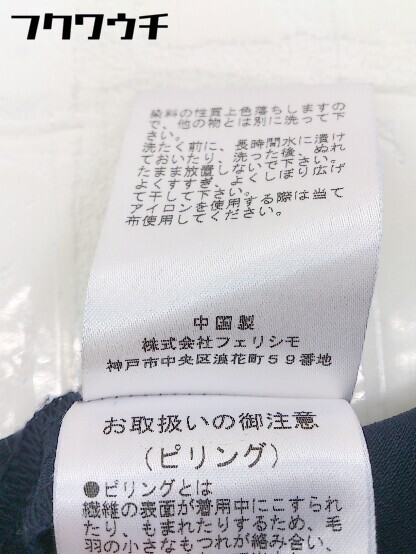 フクワウチ
染料の性質上色落ちしますの
で、他の物とは別に洗って下
さい。
洗たく前に、長時間水に漬け
ておいたり、洗った後、ぬれ
たまま放置しないで下さい。
よくすすぎ、よくしぼり広げ
て干して下さい。
アイロンを使用する際は当て
布使用してください。
中国製
株式会社フェリシモ
神戸市中央区浪花町59番地
お取扱いの御注意
(ピリング)
●ピリングとは
繊維の表面が着用中にこすられ
たり、もまれたりするため、毛
羽の小さなもつれが絡み合い、